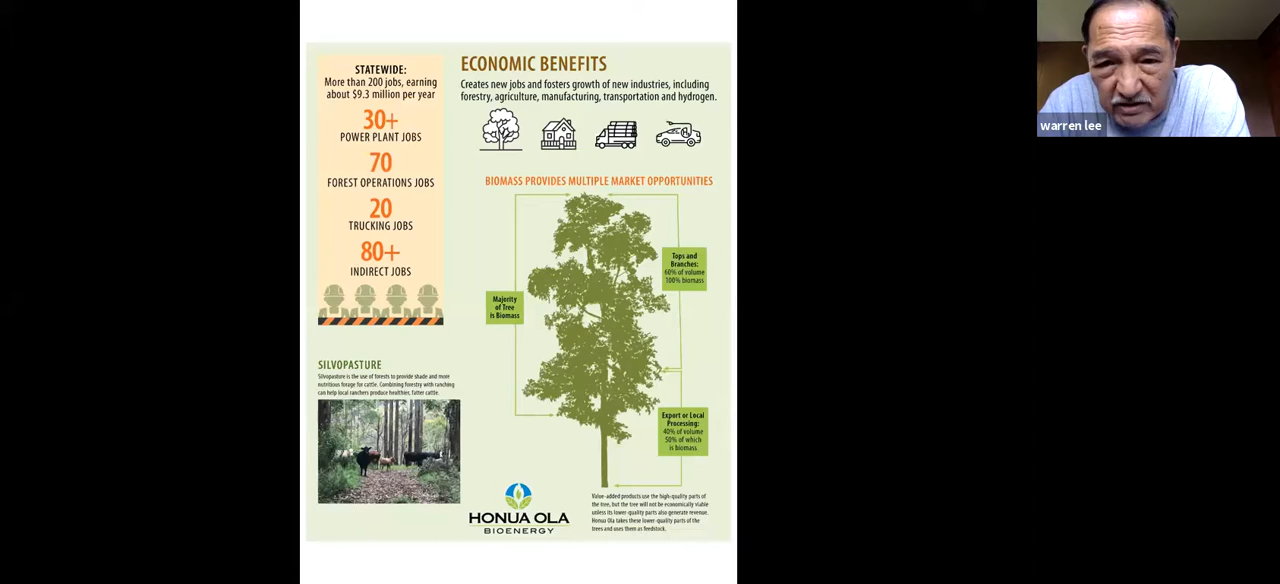 STATEWIDE:
More than 200 jobs, earning
about $9.3 million per year
30+
POWER PLANT JOBS
70
FOREST OPERATIONS JOBS
20
TRUCKING JOBS
80+
INDIRECT JOBS
SILVOPASTURE
Silvopasture is the use of forests to provide shade and more
nutritious forage for cattle. Combining forestry with ranching
can help local ranchers produce healthier, fatter cattle.
ECONOMIC BENEFITS
Creates new jobs and fosters growth of new industries, including
forestry, agriculture, manufacturing, transportation and hydrogen.
BIOMASS PROVIDES MULTIPLE MARKET OPPORTUNITIES
Majority
of Tree
is Biomass
Tops and
Branches:
60% of volume
100% biomass
Export or Local
Processing:
40% of volume
50% of which
is biomass
HONUA OLA
BIOENERGY
Value-added products use the high-quality parts of
the tree, but the tree will not be economically viable
unless its lower-quality parts also generate revenue.
Honua Ola takes these lower-quality parts of the
trees and uses them as feedstock.
warren lee